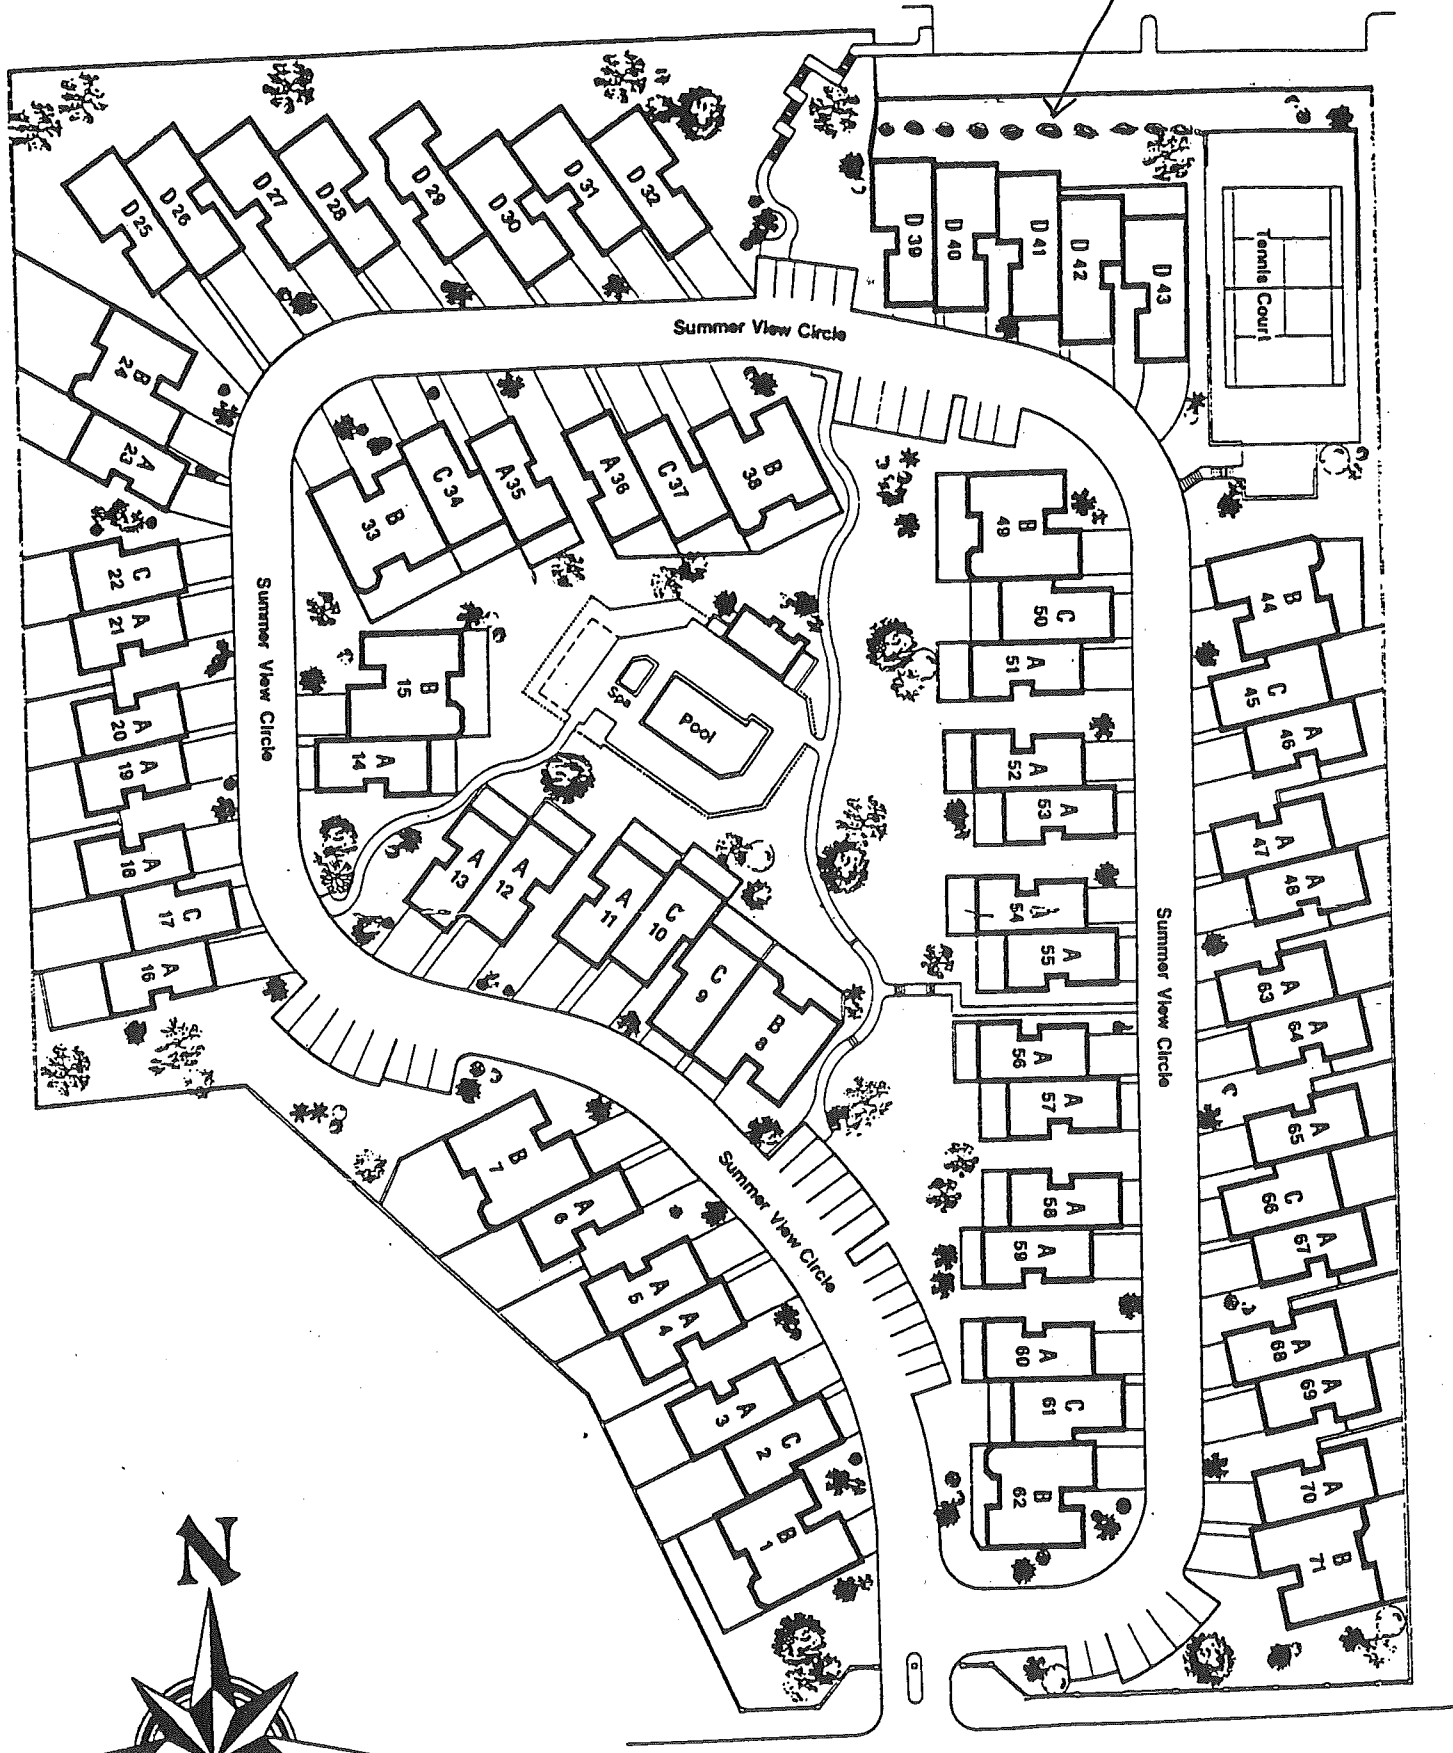 D 25
D 26
D 27
D 28
D 29
D 30
D 31
D 32
D 39
D 40
D 41
D 42
D 43
Tennis Court
Summer View Circle
B 24
A 23
B 33
C 34
A 35
A 36
C 37
B 38
B 49
C 50
A 51
A 52
A 53
54
A 55
A 56
A 57
A 58
A 59
A 60
C 61
B 62
B 44
C 45
A 46
A 47
A 48
A 63
A 64
A 65
C 66
A 67
A 68
A 69
A 70
B 71
C 22
A 21
A 20
A 19
A 18
C 17
A 16
Summer View Circle
B 15
A 14
Spa
Pool
A 13
A 12
A 11
C 10
C 9
B 8
Summer View Circle
B 7
A 6
A 5
A 4
A 3
C 2
B 1
Summer View Circle
N